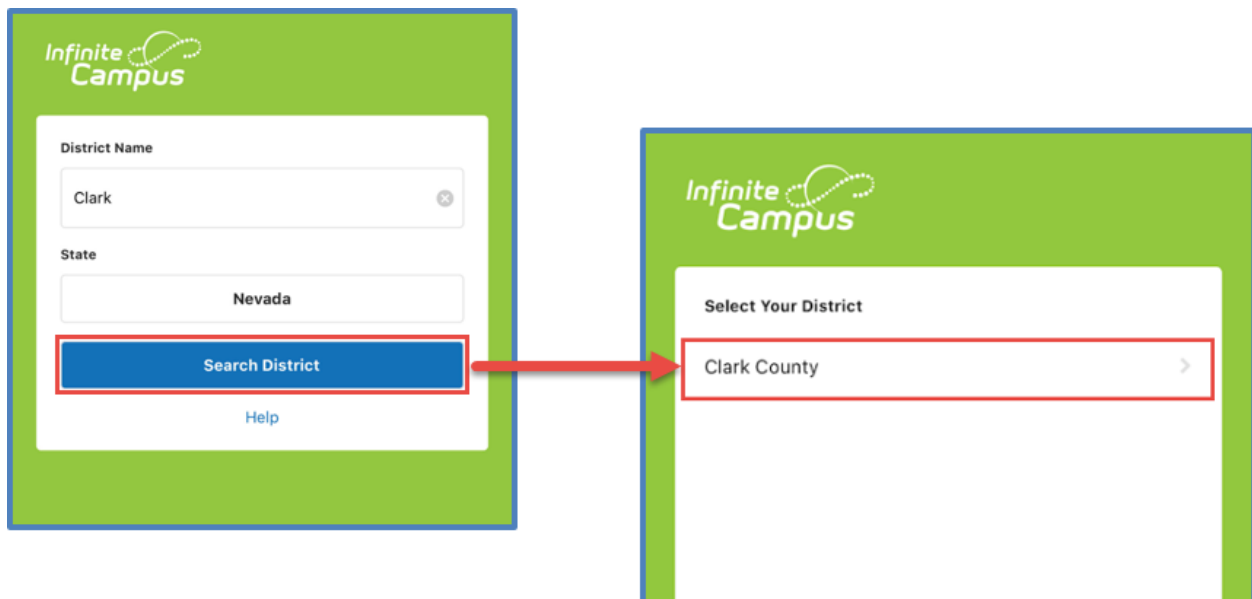 Infinite
Campus
District Name
Clark
State
Nevada
Search District
Help
Infinite
Campus
Select Your District
Clark County